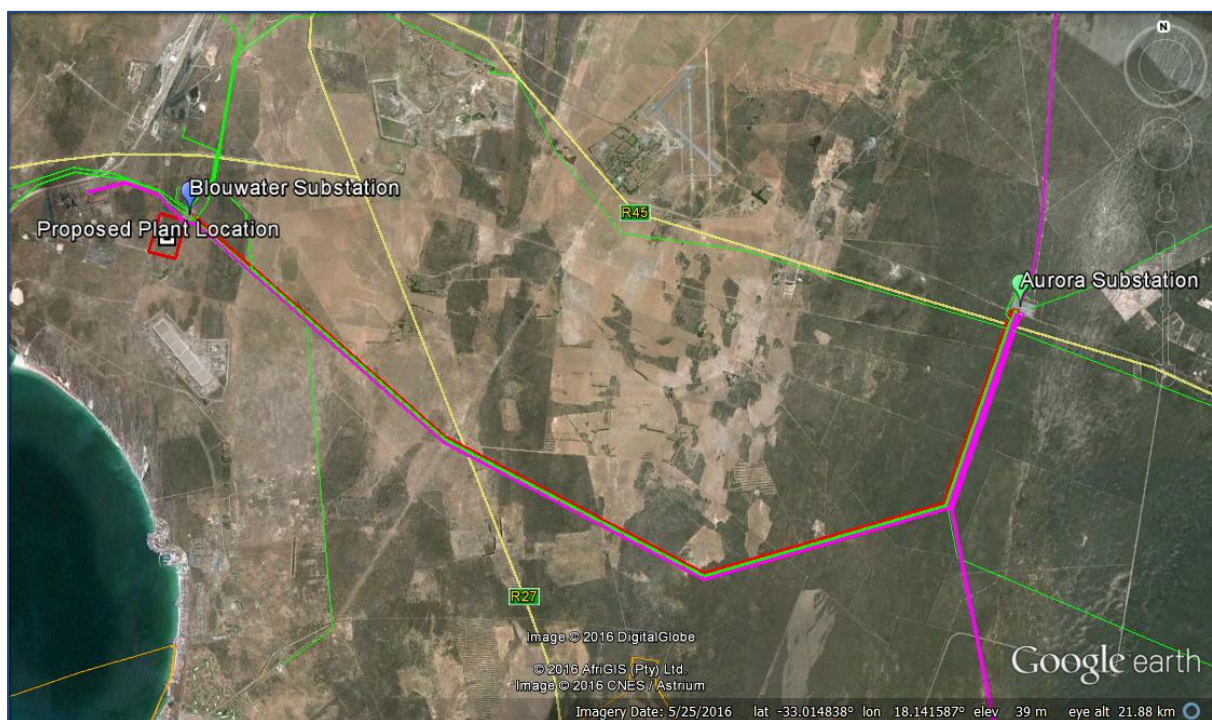 N
Blouwater Substation
Proposed Plant Location
R45
Aurora Substation
R27
Image © 2016 DigitalGlobe
© 2016 AfriGIS (Pty) Ltd.
Image © 2016 CNES / Astrium
Google earth
Imagery Date: 5/25/2016 lat -33.014838° lon 18.141587° elev 39 m eye alt 21.88 km